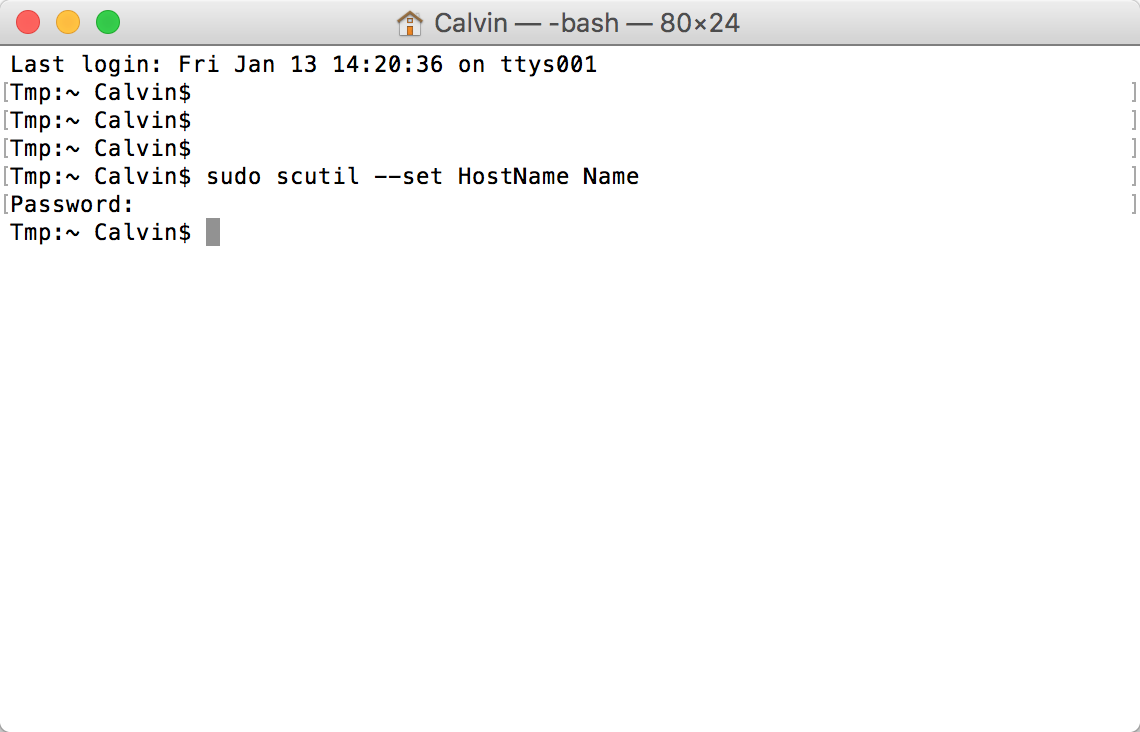 Calvin — -bash — 80×24
Last login: Fri Jan 13 14:20:36 on ttys001
[Tmp:~ Calvin$ ]
[Tmp:~ Calvin$ ]
[Tmp:~ Calvin$ ]
[Tmp:~ Calvin$ sudo scutil --set HostName Name ]
[Password: ]
Tmp:~ Calvin$